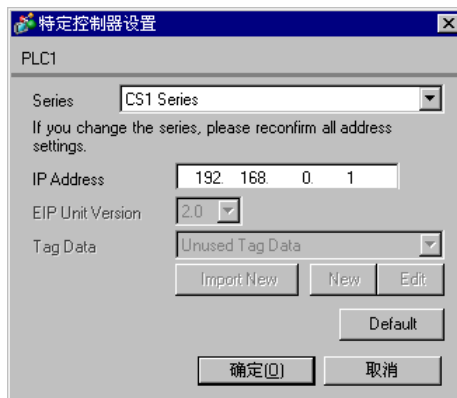 特定控制器设置
PLC1
Series CS1 Series
If you change the series, please reconfirm all address
settings.
IP Address 192. 168. 0. 1
EIP Unit Version 2.0
Tag Data Unused Tag Data
Import New New Edit
Default
确定(O) 取消